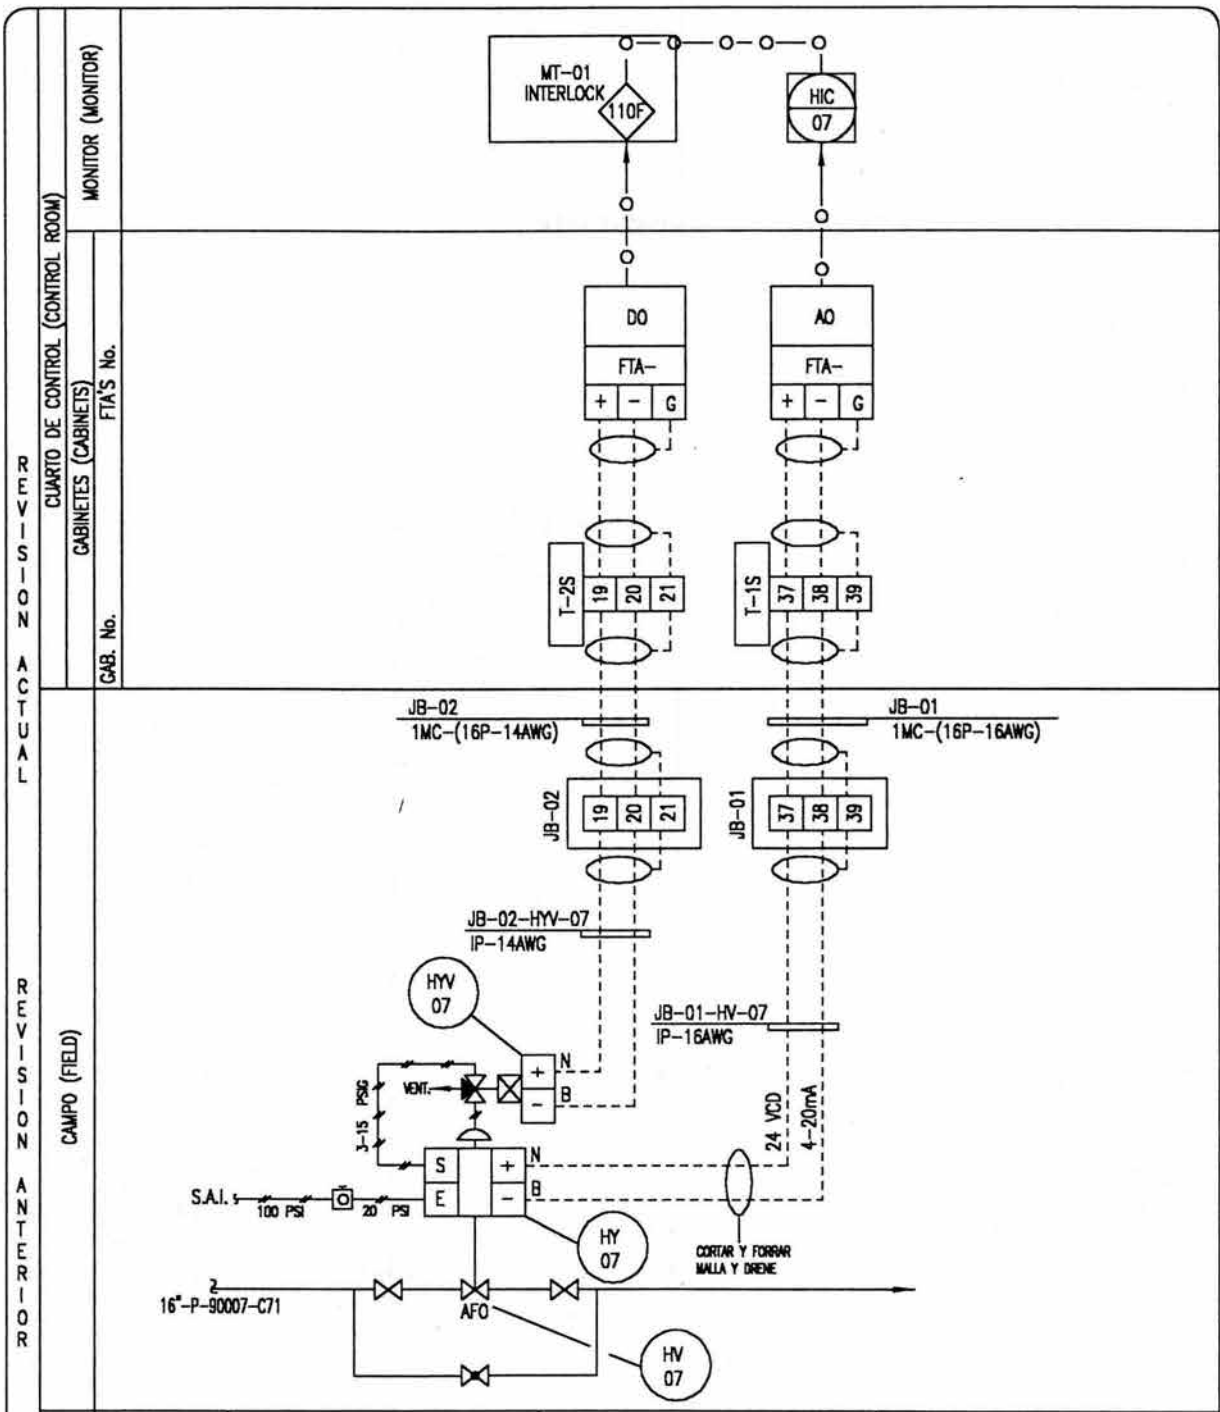 REVISION ANTERIOR REVISION ACTUAL
CUARTO DE CONTROL (CONTROL ROOM)
MONITOR (MONITOR)
GABINETES (CABINETS)
GAB. No. FTA'S No.
CAMPO (FIELD)
MT-01
INTERLOCK
110F
HIC
07
DO
FTA-
+ - G
AO
FTA-
+ - G
T-2S
19 20 21
T-1S
37 38 39
JB-02
1MC-(16P-14AWG)
JB-01
1MC-(16P-16AWG)
JB-02
19 20 21
JB-01
37 38 39
JB-02-HYV-07
IP-14AWG
HYV
07
JB-01-HV-07
IP-16AWG
N
+
B
-
VENT.
3-15 PSIG
24 VCD
4-20mA
S + N
E - B
S.A.I. s
100 PSI
20 PSI
HY
07
CORTAR Y FORRAR
MALLA Y DRENE
16"-P-90007-C71
AFO
HV
07